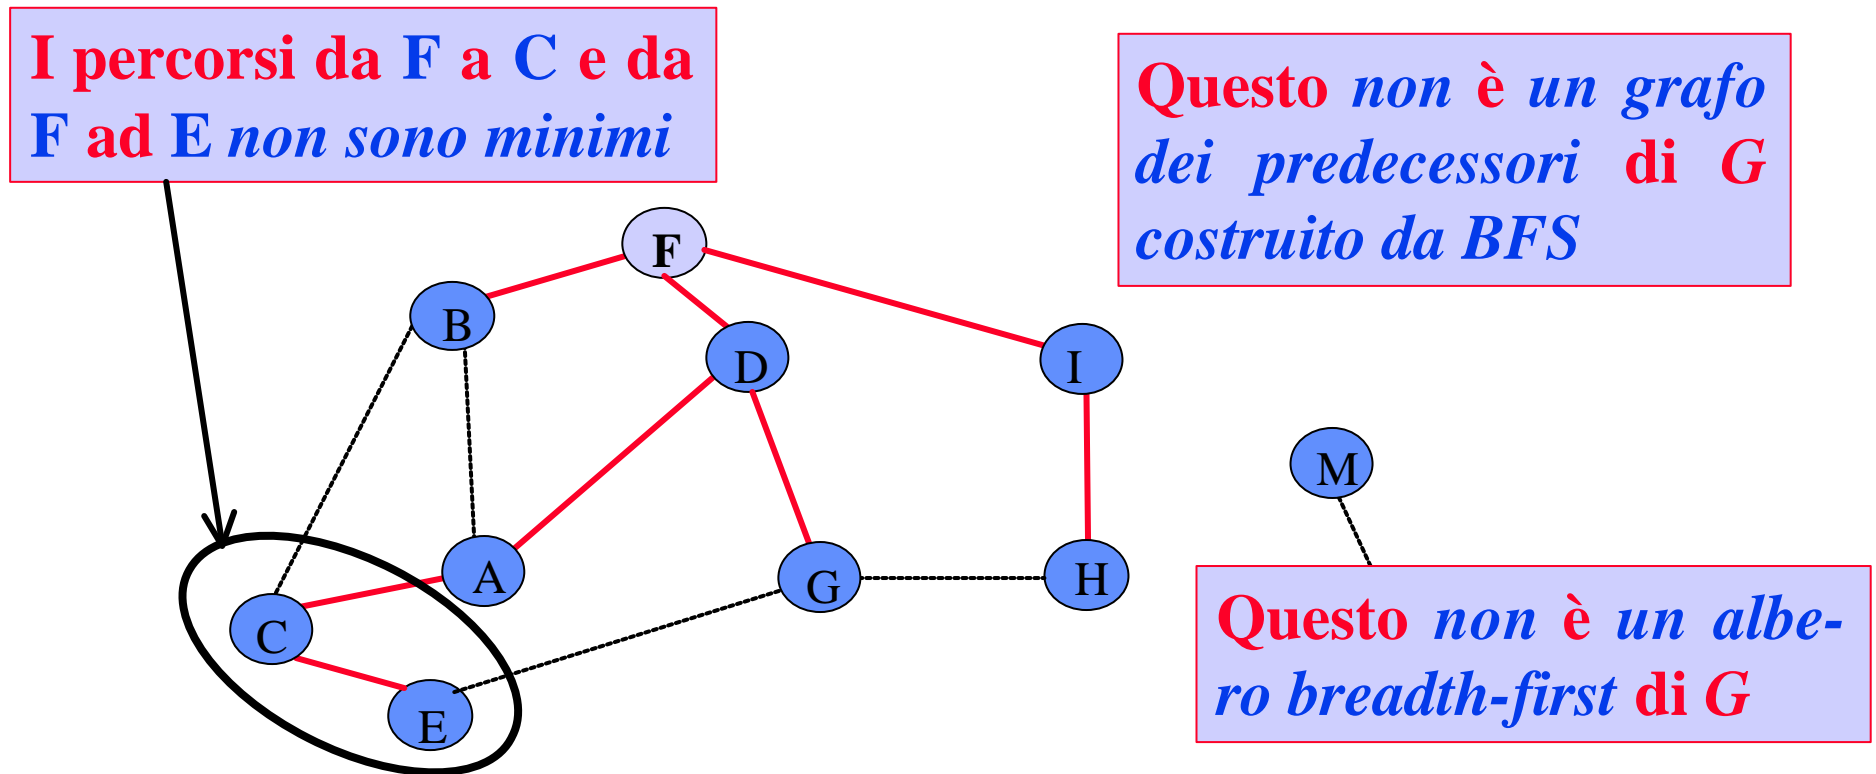 I percorsi da F a C e da
F ad E non sono minimi
Questo non è un grafo
dei predecessori di G
costruito da BFS
F
B
D
I
M
A
G
H
C
E
Questo non è un albe-
ro breadth-first di G